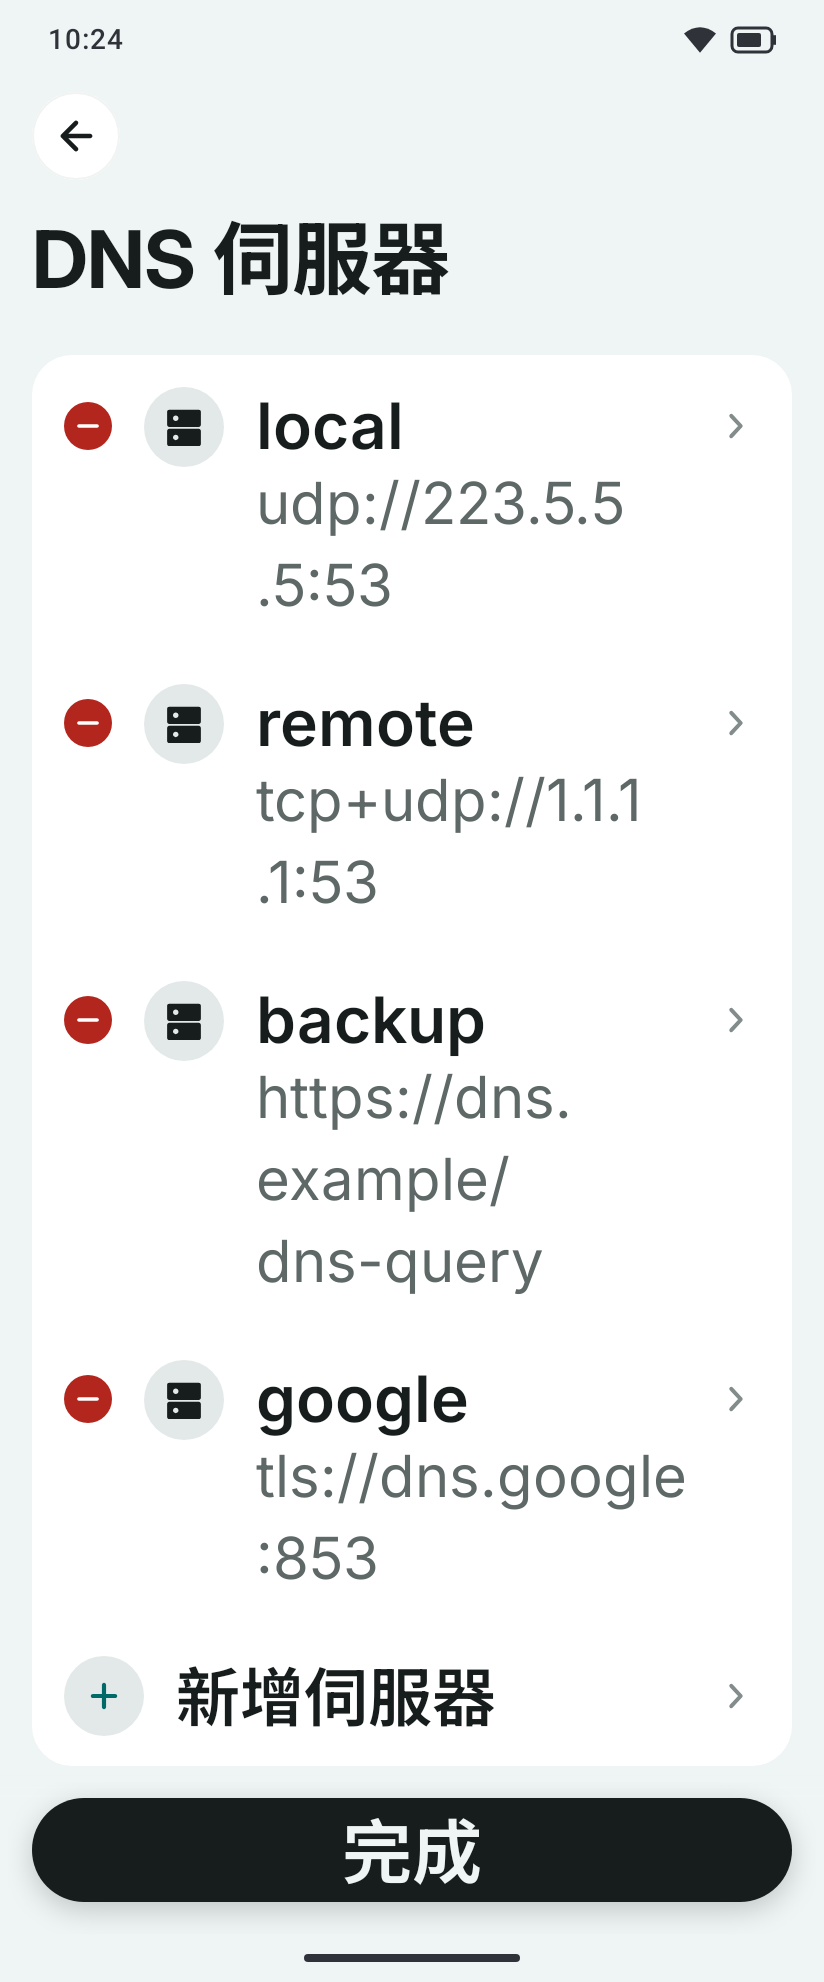 10:24
DNS 伺服器
local
udp://223.5.5
.5:53
remote
tcp+udp://1.1.1
.1:53
backup
https://dns.
example/
dns-query
google
tls://dns.google
:853
新增伺服器
完成